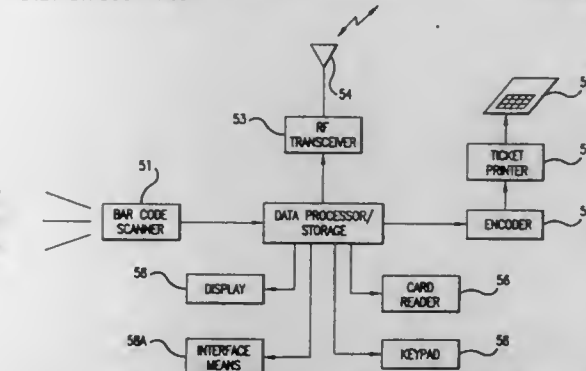 54
53
RF
TRANSCEIVER
TICKET
PRINTER
51
BAR CODE
SCANNER
DATA PROCESSOR/
STORAGE
ENCODER
58
DISPLAY
CARD
READER
56
58A
INTERFACE
MEANS
KEYPAD
58